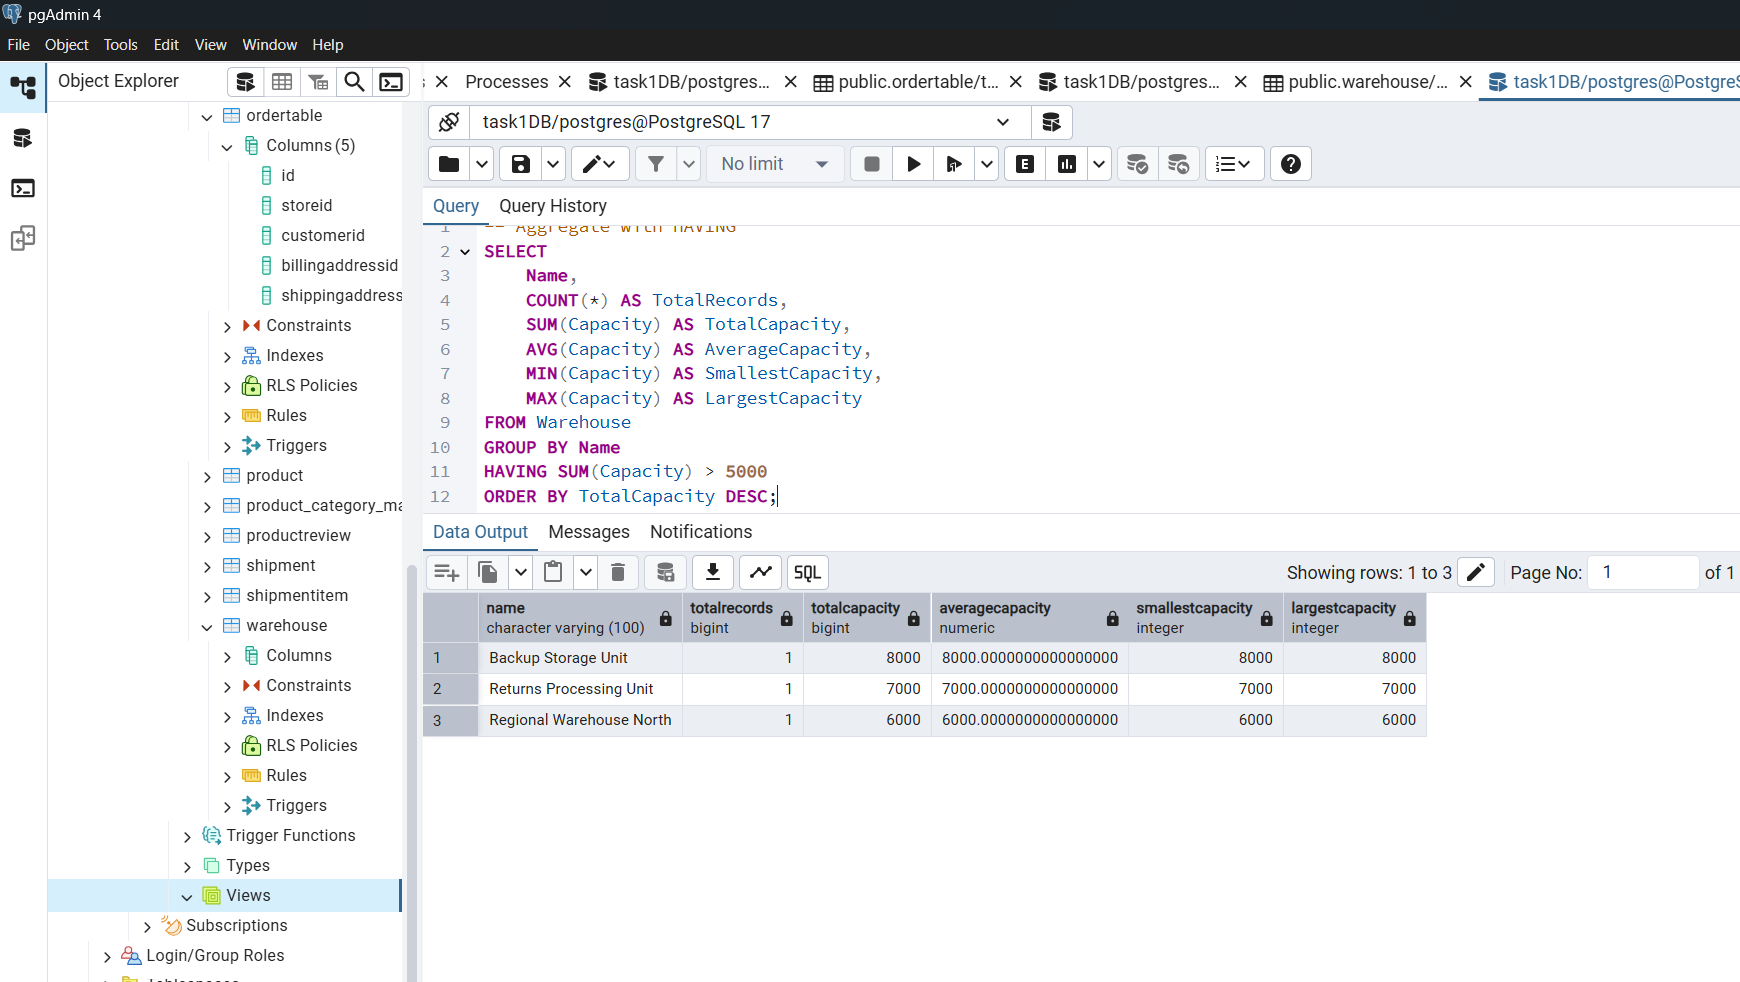 pgAdmin 4
File Object Tools Edit View Window Help
Object Explorer
Processes task1DB/postgres... public.ordertable/t... task1DB/postgres... public.warehouse/... task1DB/postgres@PostgreS
task1DB/postgres@PostgreSQL 17
No limit
E
SQL
ordertable
Columns (5)
id
storeid
customerid
billingaddressid
shippingaddress
Constraints
Indexes
RLS Policies
Rules
Triggers
product
product_category_ma
productreview
shipment
shipmentitem
warehouse
Columns
Constraints
Indexes
RLS Policies
Rules
Triggers
Trigger Functions
Types
Views
Subscriptions
Login/Group Roles
Query Query History
1 -- Aggregate with HAVING
2 SELECT
3 Name,
4 COUNT(*) AS TotalRecords,
5 SUM(Capacity) AS TotalCapacity,
6 AVG(Capacity) AS AverageCapacity,
7 MIN(Capacity) AS SmallestCapacity,
8 MAX(Capacity) AS LargestCapacity
9 FROM Warehouse
10 GROUP BY Name
11 HAVING SUM(Capacity) > 5000
12 ORDER BY TotalCapacity DESC;
Data Output Messages Notifications
Showing rows: 1 to 3 Page No: 1 of 1
name totalrecords totalcapacity averagecapacity smallestcapacity largestcapacity
character varying (100) bigint bigint numeric integer integer
1 Backup Storage Unit 1 8000 8000.0000000000000000 8000 8000
2 Returns Processing Unit 1 7000 7000.0000000000000000 7000 7000
3 Regional Warehouse North 1 6000 6000.0000000000000000 6000 6000